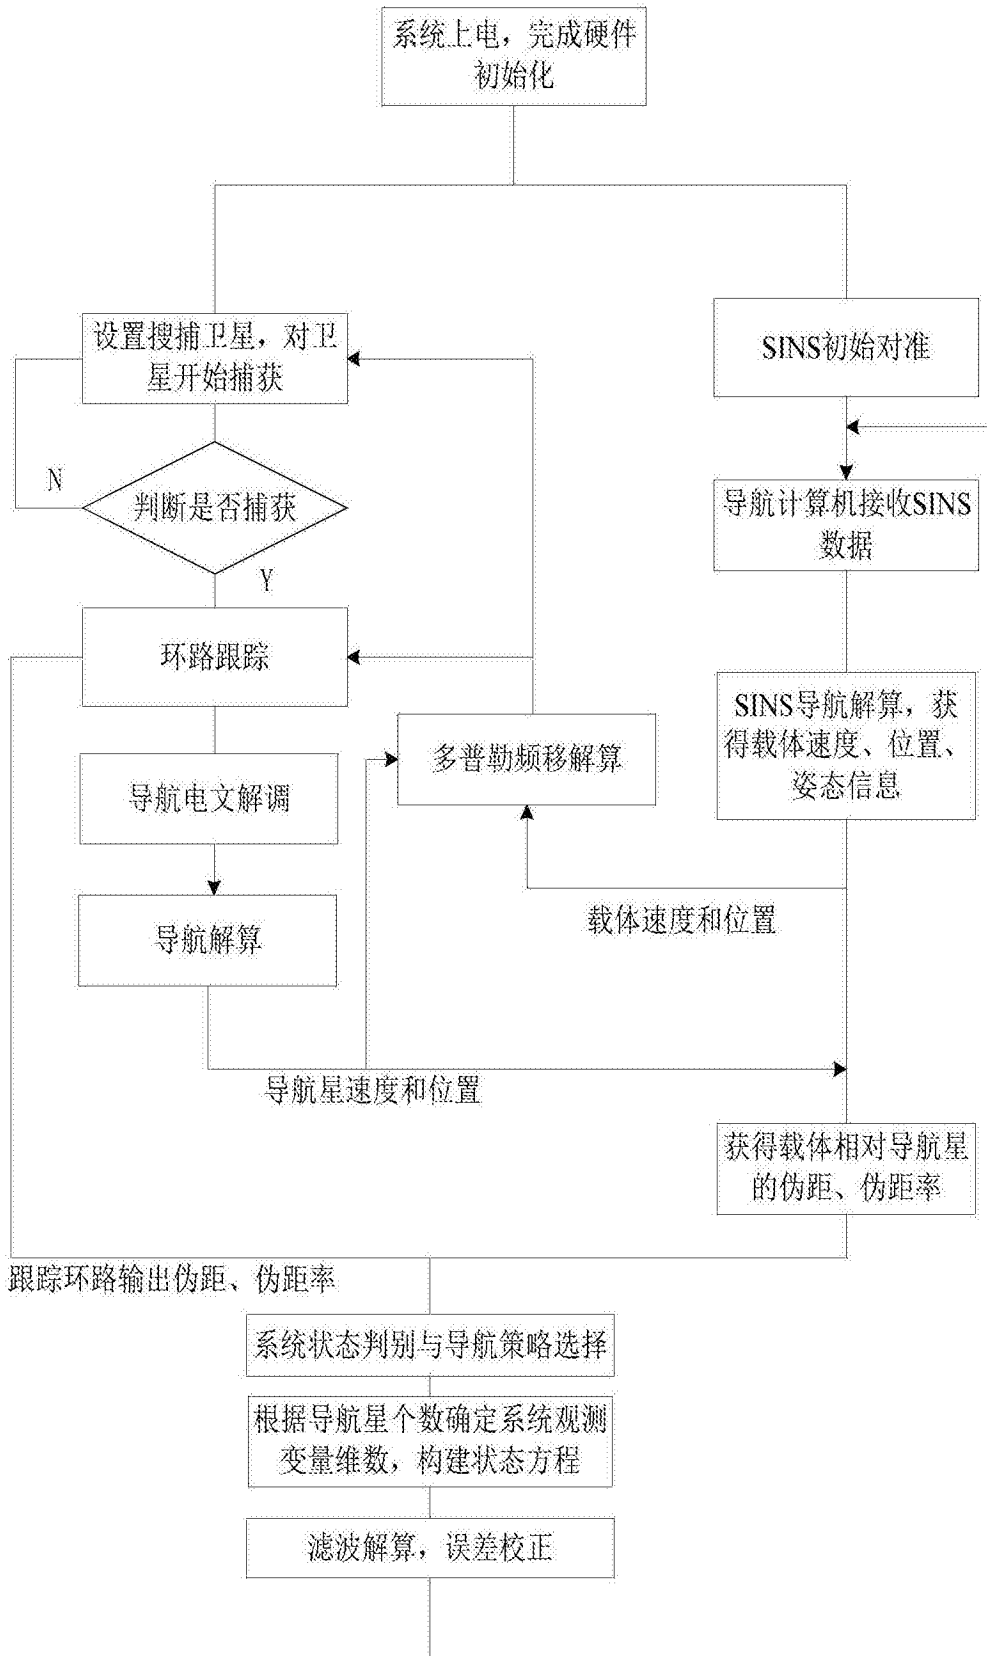 系统上电，完成硬件
初始化
设置搜捕卫星，对卫
星开始捕获
N
判断是否捕获
Y
环路跟踪
导航电文解调
导航解算
导航星速度和位置
多普勒频移解算
载体速度和位置
SINS初始对准
导航计算机接收SINS
数据
SINS导航解算，获
得载体速度、位置、
姿态信息
获得载体相对导航星
的伪距、伪距率
跟踪环路输出伪距、伪距率
系统状态判别与导航策略选择
根据导航星个数确定系统观测
变量维数，构建状态方程
滤波解算，误差校正